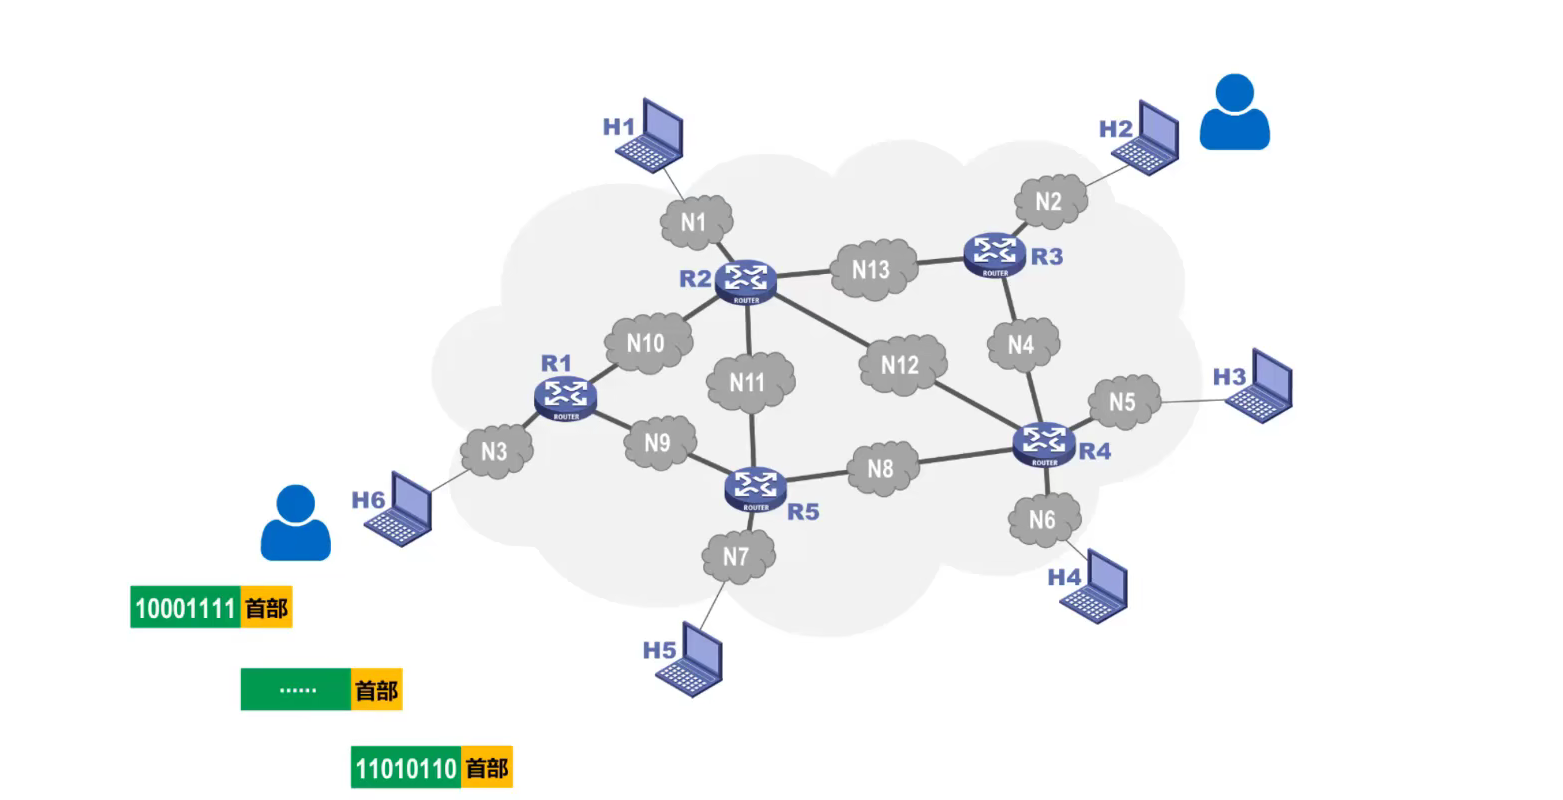 H1
H2
N2
N1
R3
R2
N13
ROUTER
ROUTER
N10
N4
N12
R1
N11
H3
N5
ROUTER
N9
R4
ROUTER
N3
N8
H6
ROUTER
R5
N6
N7
H4
10001111 首部
H5
...... 首部
11010110 首部